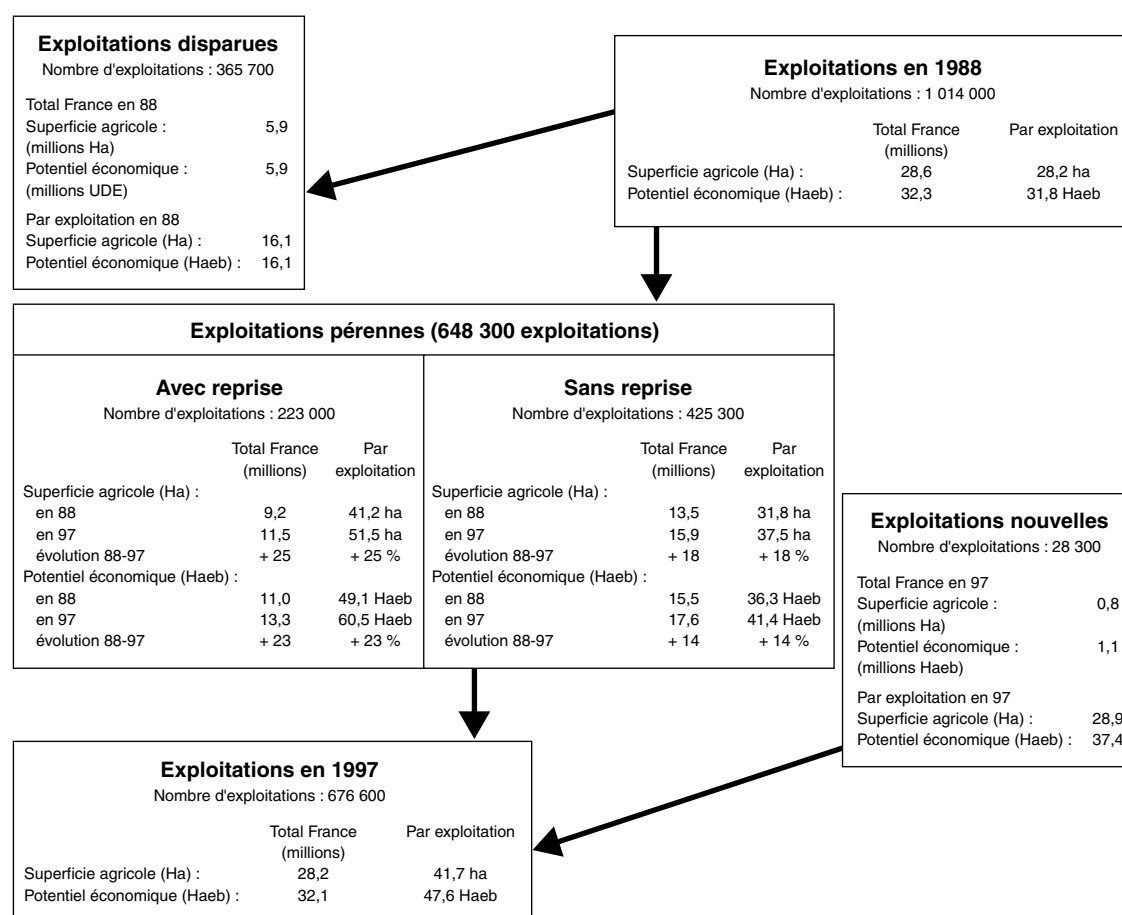 Exploitations disparues
Nombre d'exploitations : 365 700
Total France en 88
Superficie agricole : 5,9
(millions Ha)
Potentiel économique : 5,9
(millions UDE)
Par exploitation en 88
Superficie agricole (Ha) : 16,1
Potentiel économique (Haeb) : 16,1
Exploitations en 1988
Nombre d'exploitations : 1 014 000
Total France Par exploitation
(millions)
Superficie agricole (Ha) : 28,6 28,2 ha
Potentiel économique (Haeb) : 32,3 31,8 Haeb
Exploitations pérennes (648 300 exploitations)
Avec reprise
Nombre d'exploitations : 223 000
Total France Par
(millions) exploitation
Superficie agricole (Ha) :
en 88 9,2 41,2 ha
en 97 11,5 51,5 ha
évolution 88-97 + 25 + 25 %
Potentiel économique (Haeb) :
en 88 11,0 49,1 Haeb
en 97 13,3 60,5 Haeb
évolution 88-97 + 23 + 23 %
Sans reprise
Nombre d'exploitations : 425 300
Total France Par
(millions) exploitation
Superficie agricole (Ha) :
en 88 13,5 31,8 ha
en 97 15,9 37,5 ha
évolution 88-97 + 18 + 18 %
Potentiel économique (Haeb) :
en 88 15,5 36,3 Haeb
en 97 17,6 41,4 Haeb
évolution 88-97 + 14 + 14 %
Exploitations nouvelles
Nombre d'exploitations : 28 300
Total France en 97
Superficie agricole : 0,8
(millions Ha)
Potentiel économique : 1,1
(millions Haeb)
Par exploitation en 97
Superficie agricole (Ha) : 28,9
Potentiel économique (Haeb) : 37,4
Exploitations en 1997
Nombre d'exploitations : 676 600
Total France Par exploitation
(millions)
Superficie agricole (Ha) : 28,2 41,7 ha
Potentiel économique (Haeb) : 32,1 47,6 Haeb